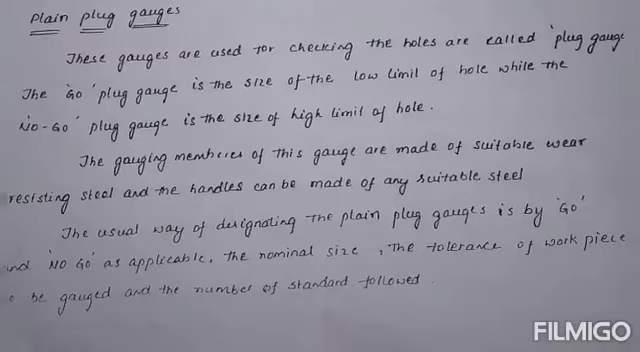 Plain plug gauges
These gauges are used for checking the holes are called 'plug gauge
The 'GO' plug gauge is the size of the low limit of hole while the
'NO-GO' plug gauge is the size of high limit of hole.
The gauging members of this gauge are made of suitable wear
resisting steel and the handles can be made of any suitable steel
The usual way of designating the plain plug gauges is by 'GO'
and 'NO GO' as applicable, the nominal size, the tolerance of work piece
be gauged and the number of standard followed.
FILMIGO